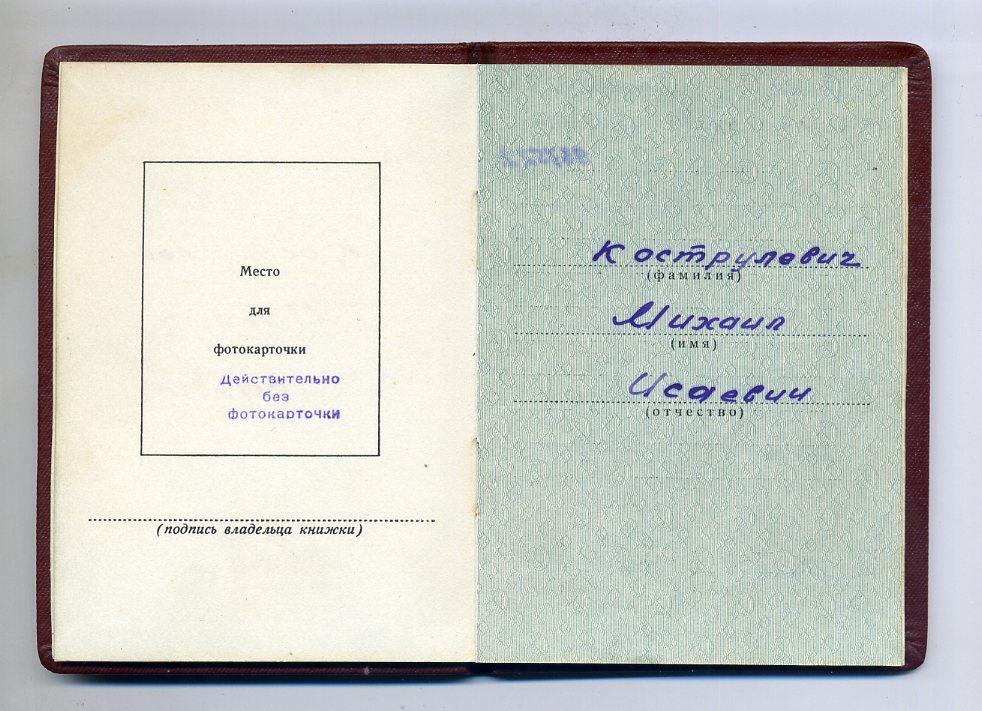 Место
для
фотокарточки
Действительно
без
фотокарточки
(подпись владельца книжки)
Кострулевич
(фамилия)
Михаил
(имя)
Исаевич
(отчество)